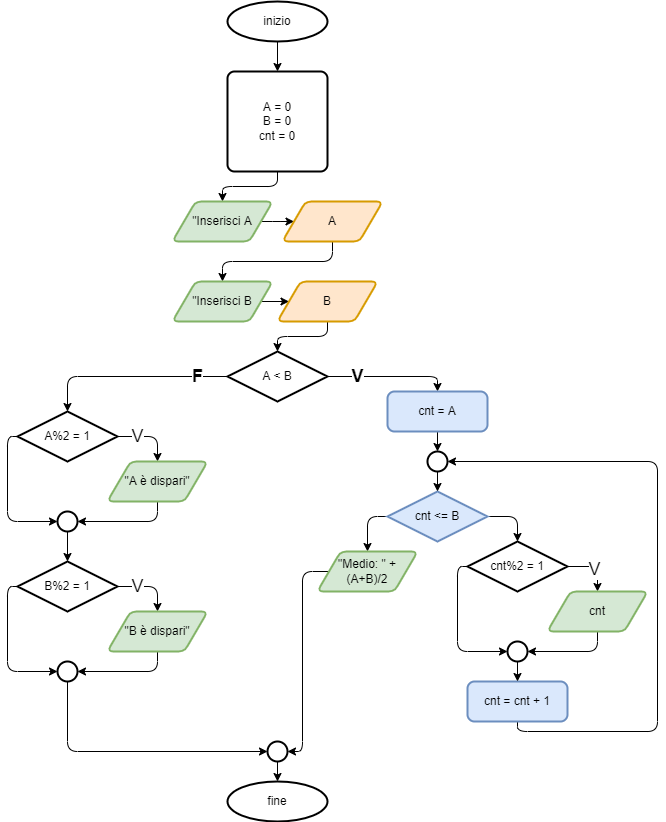 inizio
A = 0
B = 0
cnt = 0
"Inserisci A
A
"Inserisci B
B
A < B
F
V
cnt = A
A%2 = 1
V
"A è dispari"
cnt <= B
"Medio: " +
(A+B)/2
cnt%2 = 1
V
cnt
B%2 = 1
V
"B è dispari"
cnt = cnt + 1
fine